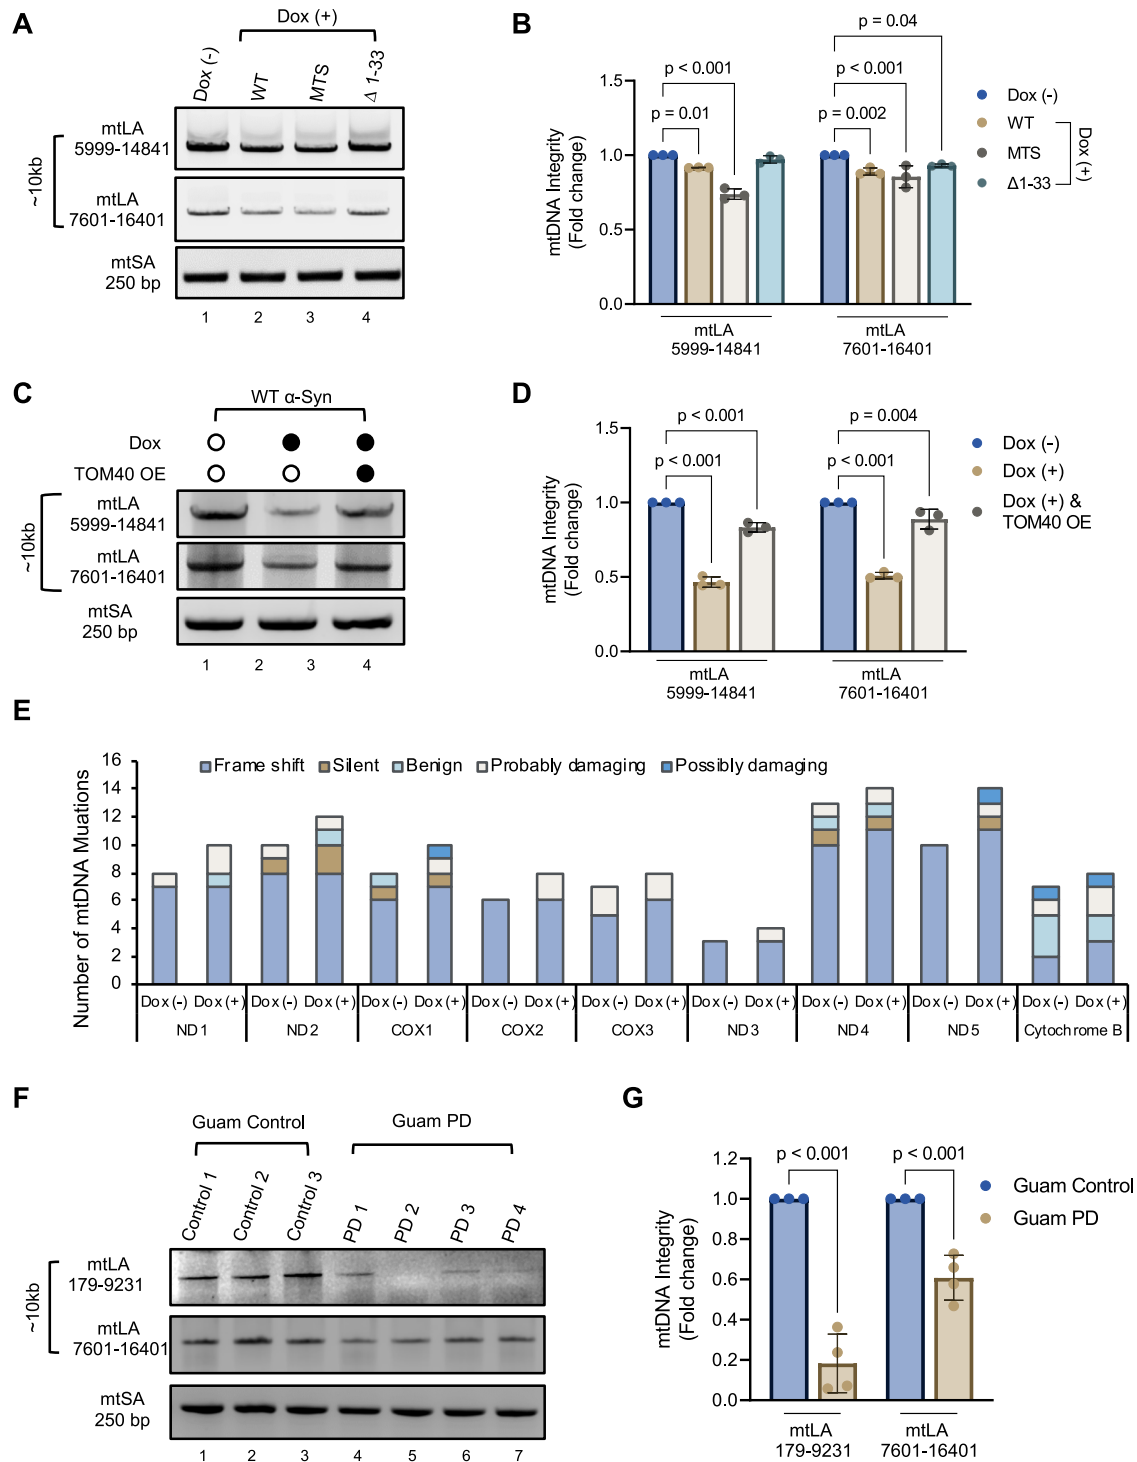 A
Dox (+)
Dox (-)
WT
MTS
Δ 1-33
mtLA
5999-14841
~10kb
mtLA
7601-16401
mtSA
250 bp
1 2 3 4
B
p = 0.04
p < 0.001
p < 0.001
p = 0.01
p = 0.002
1.5
1.0
0.5
0.0
mtDNA Integrity
(Fold change)
Dox (-)
WT
MTS
Δ1-33
Dox (+)
mtLA
5999-14841
mtLA
7601-16401
C
WT α-Syn
Dox
TOM40 OE
mtLA
5999-14841
~10kb
mtLA
7601-16401
mtSA
250 bp
1 2 3 4
D
p < 0.001
p = 0.004
p < 0.001
p < 0.001
1.5
1.0
0.5
0.0
mtDNA Integrity
(Fold change)
Dox (-)
Dox (+)
Dox (+) &
TOM40 OE
mtLA
5999-14841
mtLA
7601-16401
E
Number of mtDNA Muations
16
14
12
10
8
6
4
2
0
Frame shift Silent Benign Probably damaging Possibly damaging
Dox (-) Dox (+) Dox (-) Dox (+) Dox (-) Dox (+) Dox (-) Dox (+) Dox (-) Dox (+) Dox (-) Dox (+) Dox (-) Dox (+) Dox (-) Dox (+) Dox (-) Dox (+)
ND1 ND2 COX1 COX2 COX3 ND3 ND4 ND5 Cytochrome B
F
Guam Control
Guam PD
Control 1
Control 2
Control 3
PD 1
PD 2
PD 3
PD 4
mtLA
179-9231
~10kb
mtLA
7601-16401
mtSA
250 bp
1 2 3 4 5 6 7
G
p < 0.001
p < 0.001
1.2
1.0
0.8
0.6
0.4
0.2
0.0
mtDNA Integrity
(Fold change)
Guam Control
Guam PD
mtLA
179-9231
mtLA
7601-16401